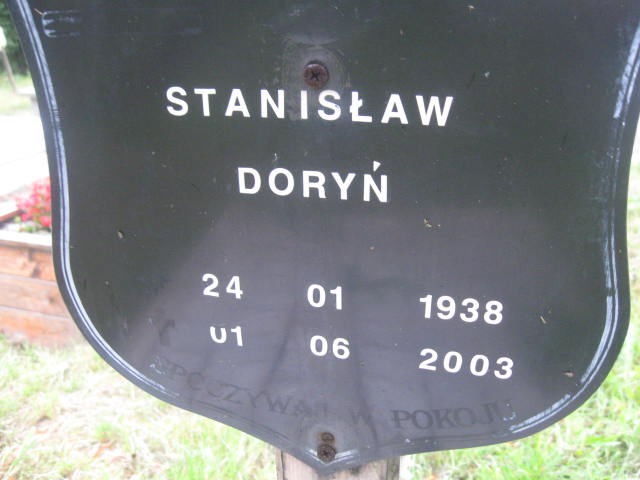 STANISŁAW
DORYŃ
24 01 1938
01 06 2003
SPOCZYWAJ W POKOJU